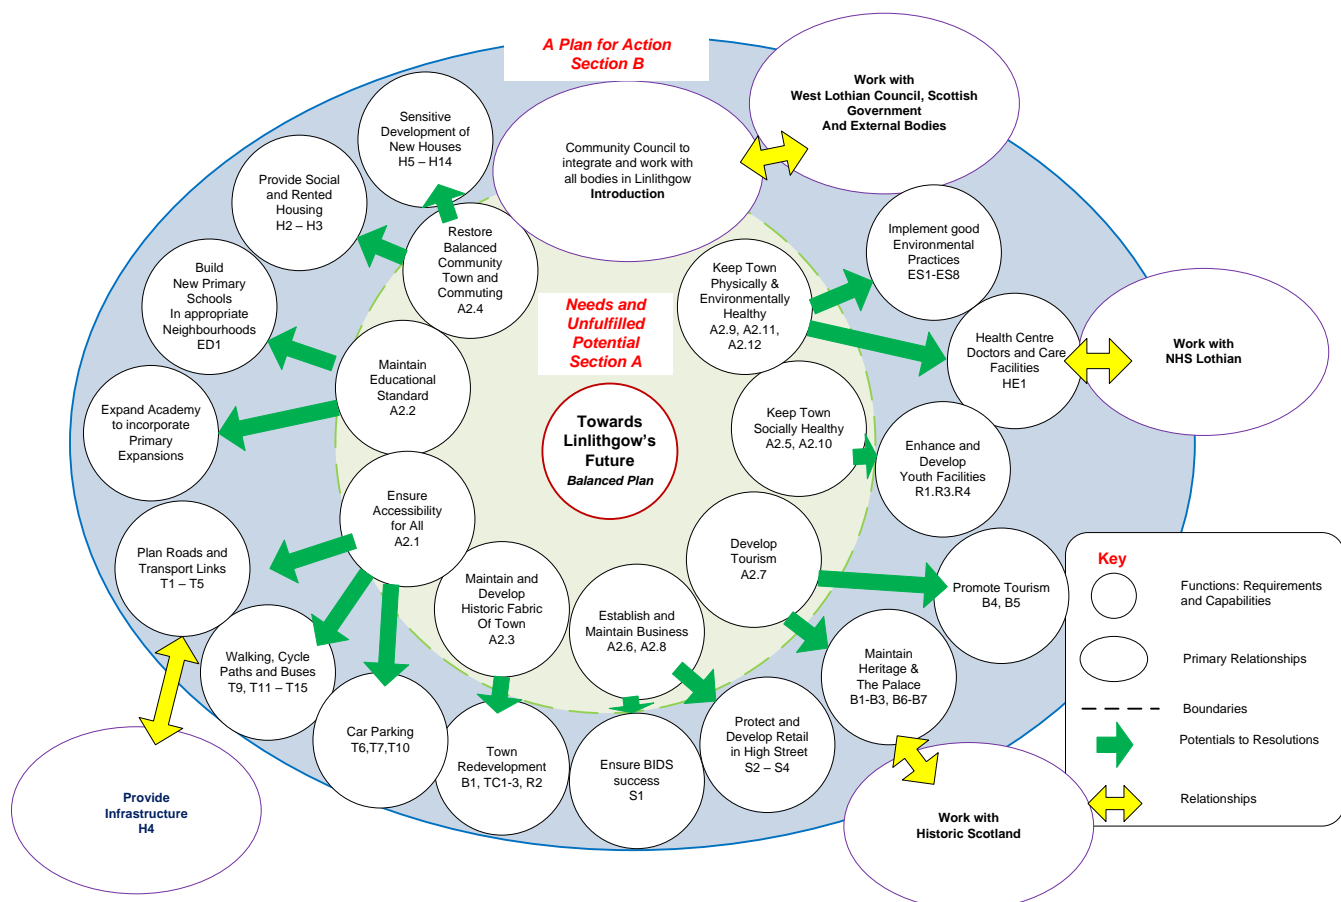 A Plan for Action
Section B
Work with
West Lothian Council, Scottish
Government
And External Bodies
Community Council to
integrate and work with
all bodies in Linlithgow
Introduction
Sensitive
Development of
New Houses
H5 – H14
Provide Social
and Rented
Housing
H2 – H3
Restore
Balanced
Community
Town and
Commuting
A2.4
Build
New Primary
Schools
In appropriate
Neighbourhoods
ED1
Maintain
Educational
Standard
A2.2
Expand Academy
to incorporate
Primary
Expansions
Ensure
Accessibility
for All
A2.1
Plan Roads and
Transport Links
T1 – T5
Walking, Cycle
Paths and Buses
T9, T11 – T15
Provide
Infrastructure
H4
Car Parking
T6,T7,T10
Maintain and
Develop
Historic Fabric
Of Town
A2.3
Town
Redevelopment
B1, TC1-3, R2
Establish and
Maintain Business
A2.6, A2.8
Ensure BIDS
success
S1
Protect and
Develop Retail
in High Street
S2 – S4
Needs and
Unfulfilled
Potential
Section A
Towards
Linlithgow's
Future
Balanced Plan
Keep Town
Physically &
Environmentally
Healthy
A2.9, A2.11,
A2.12
Implement good
Environmental
Practices
ES1-ES8
Health Centre
Doctors and Care
Facilities
HE1
Work with
NHS Lothian
Keep Town
Socially Healthy
A2.5, A2.10
Enhance and
Develop
Youth Facilities
R1.R3.R4
Develop
Tourism
A2.7
Promote Tourism
B4, B5
Maintain
Heritage &
The Palace
B1-B3, B6-B7
Work with
Historic Scotland
Key
Functions: Requirements
and Capabilities
Primary Relationships
Boundaries
Potentials to Resolutions
Relationships